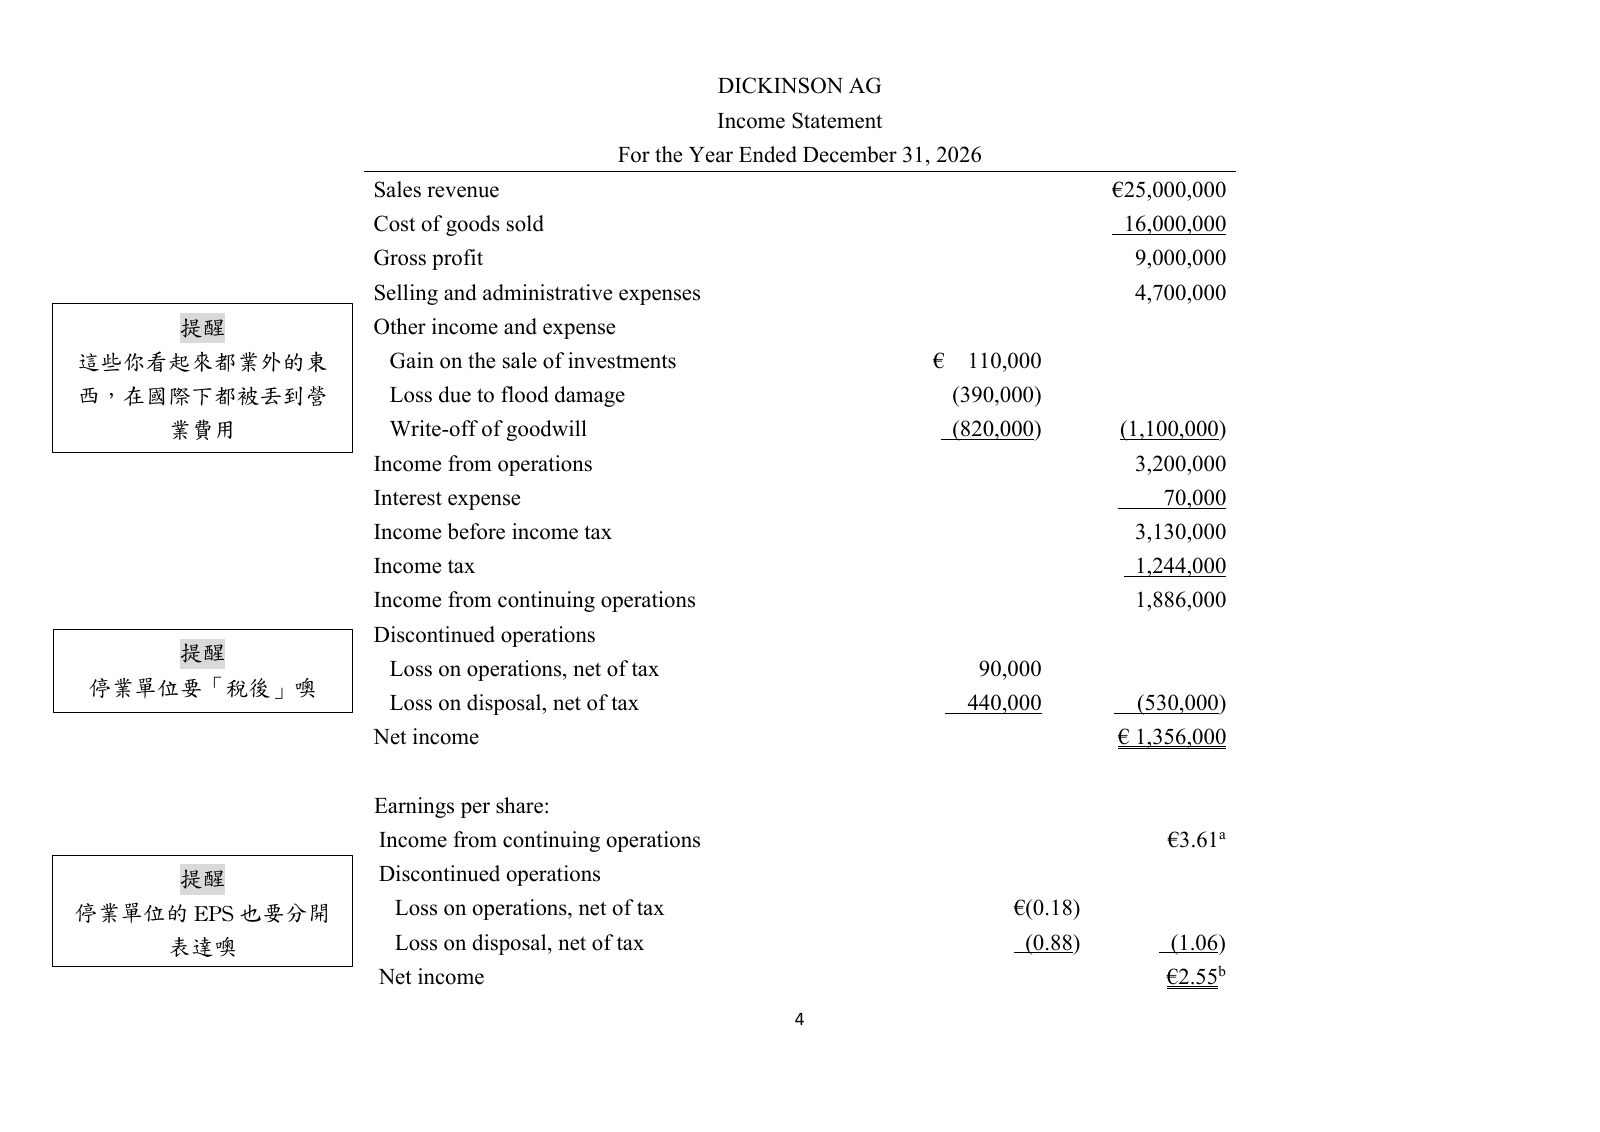 DICKINSON AG
Income Statement
For the Year Ended December 31, 2026
Sales revenue €25,000,000
Cost of goods sold 16,000,000
Gross profit 9,000,000
Selling and administrative expenses 4,700,000
提醒
這些你看起來都業外的東
西，在國際下都被丟到營
業費用
Other income and expense
Gain on the sale of investments € 110,000
Loss due to flood damage (390,000)
Write-off of goodwill (820,000) (1,100,000)
Income from operations 3,200,000
Interest expense 70,000
Income before income tax 3,130,000
Income tax 1,244,000
Income from continuing operations 1,886,000
提醒
停業單位要「稅後」噢
Discontinued operations
Loss on operations, net of tax 90,000
Loss on disposal, net of tax 440,000 (530,000)
Net income € 1,356,000
Earnings per share:
Income from continuing operations €3.61ᵃ
提醒
停業單位的 EPS 也要分開
表達噢
Discontinued operations
Loss on operations, net of tax €(0.18)
Loss on disposal, net of tax (0.88) (1.06)
Net income €2.55ᵇ
4